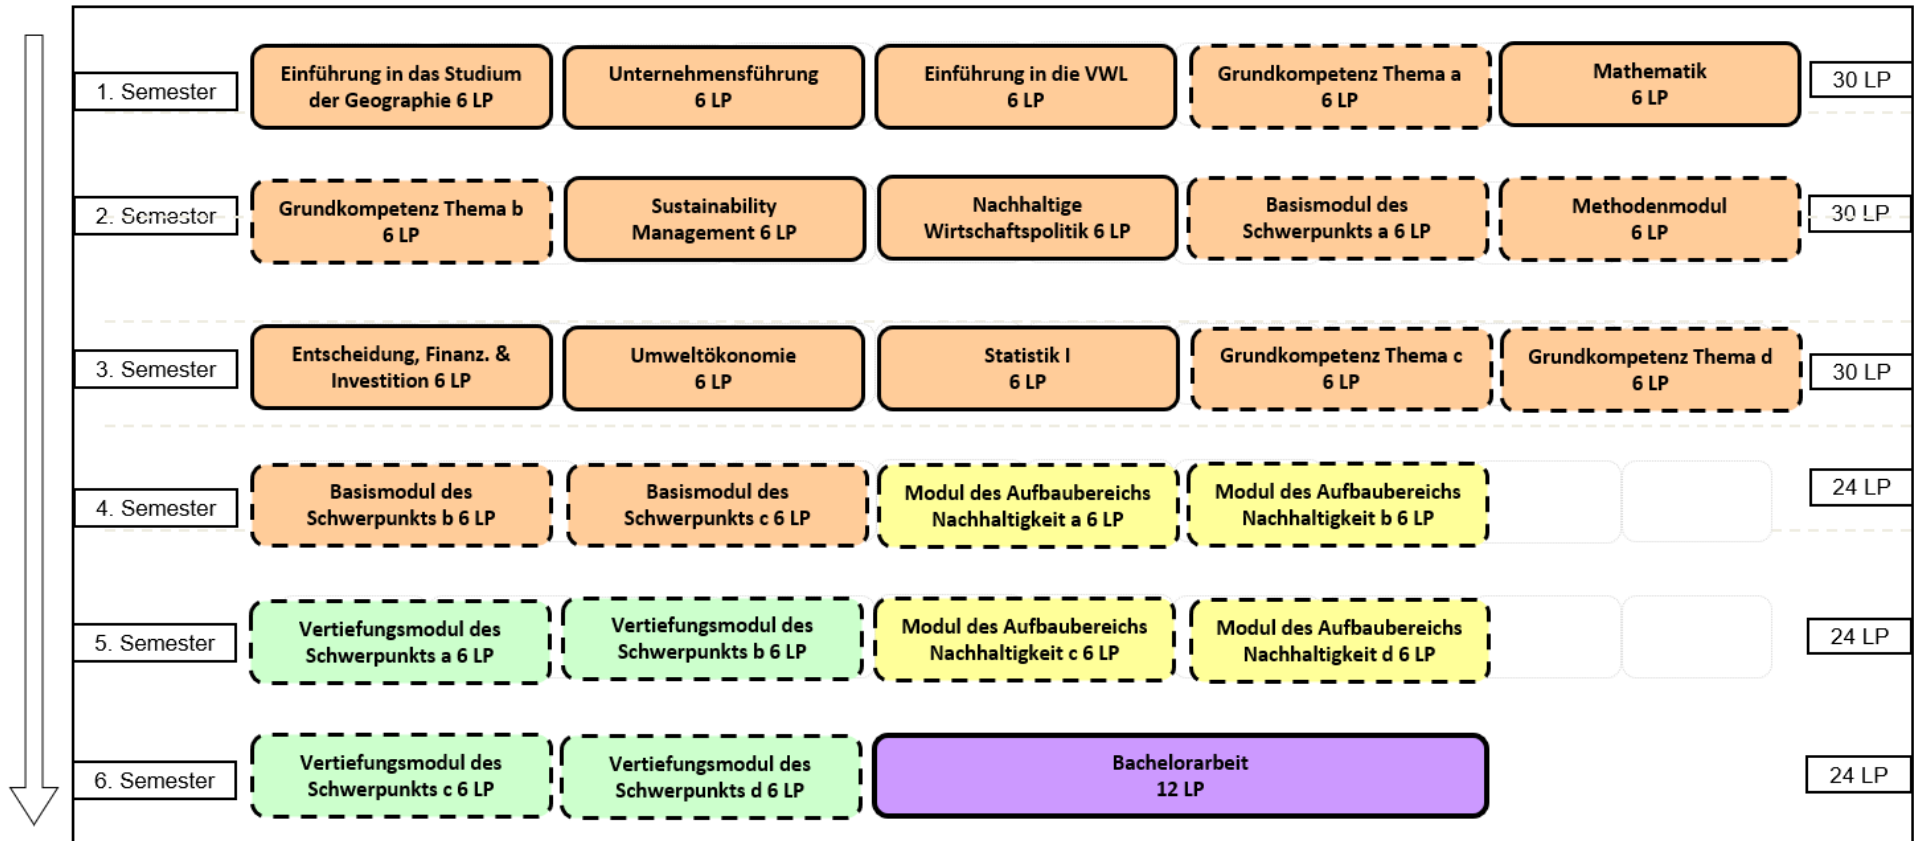 1. Semester
Einführung in das Studium
der Geographie 6 LP
Unternehmensführung
6 LP
Einführung in die VWL
6 LP
Grundkompetenz Thema a
6 LP
Mathematik
6 LP
30 LP
2. Semester
Grundkompetenz Thema b
6 LP
Sustainability
Management 6 LP
Nachhaltige
Wirtschaftspolitik 6 LP
Basismodul des
Schwerpunkts a 6 LP
Methodenmodul
6 LP
30 LP
3. Semester
Entscheidung, Finanz. &
Investition 6 LP
Umweltökonomie
6 LP
Statistik I
6 LP
Grundkompetenz Thema c
6 LP
Grundkompetenz Thema d
6 LP
30 LP
4. Semester
Basismodul des
Schwerpunkts b 6 LP
Basismodul des
Schwerpunkts c 6 LP
Modul des Aufbaubereichs
Nachhaltigkeit a 6 LP
Modul des Aufbaubereichs
Nachhaltigkeit b 6 LP
24 LP
5. Semester
Vertiefungsmodul des
Schwerpunkts a 6 LP
Vertiefungsmodul des
Schwerpunkts b 6 LP
Modul des Aufbaubereichs
Nachhaltigkeit c 6 LP
Modul des Aufbaubereichs
Nachhaltigkeit d 6 LP
24 LP
6. Semester
Vertiefungsmodul des
Schwerpunkts c 6 LP
Vertiefungsmodul des
Schwerpunkts d 6 LP
Bachelorarbeit
12 LP
24 LP